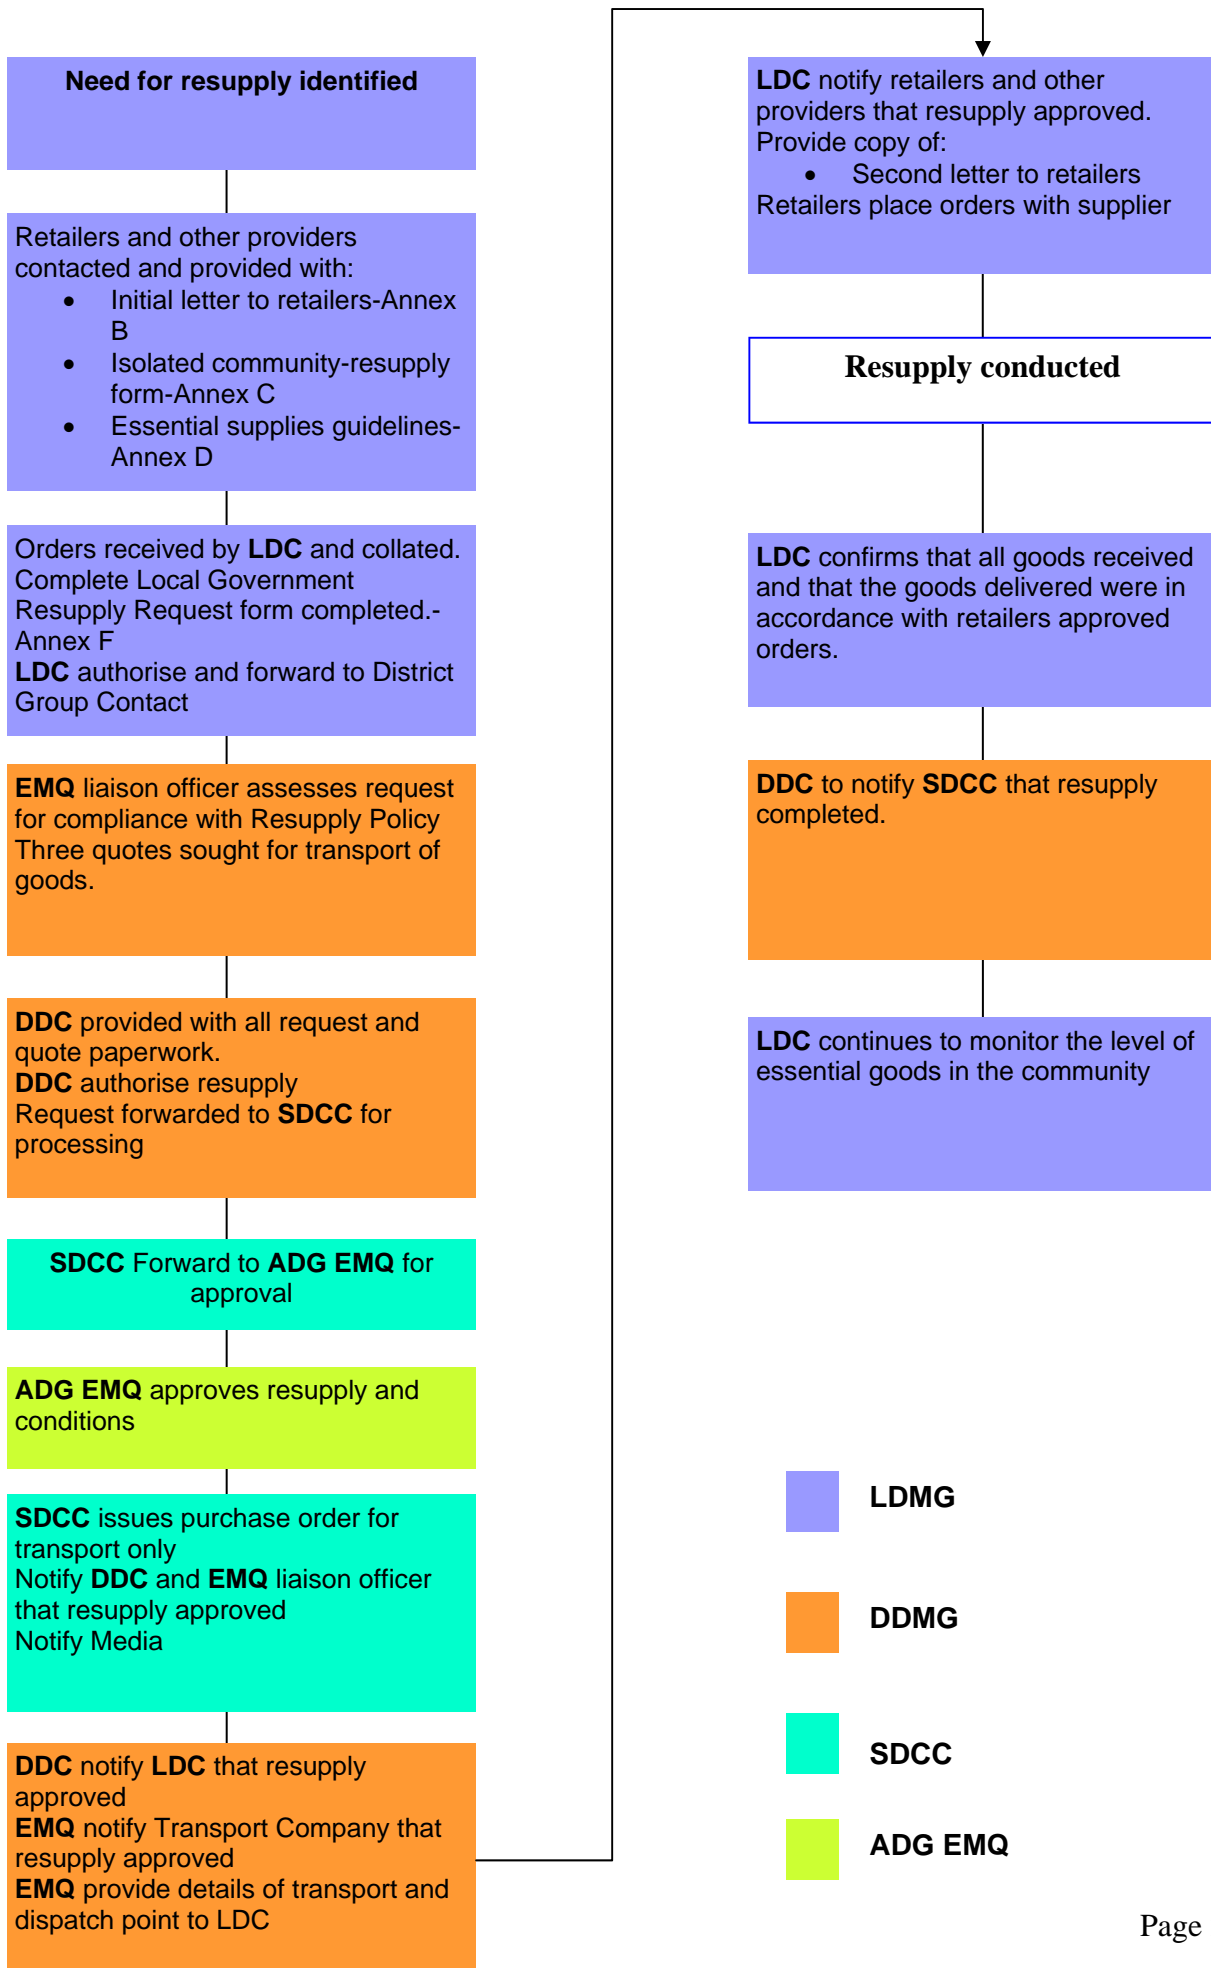 Need for resupply identified
Retailers and other providers
contacted and provided with:
• Initial letter to retailers-Annex
B
• Isolated community-resupply
form-Annex C
• Essential supplies guidelines-
Annex D
Orders received by LDC and collated.
Complete Local Government
Resupply Request form completed.-
Annex F
LDC authorise and forward to District
Group Contact
EMQ liaison officer assesses request
for compliance with Resupply Policy
Three quotes sought for transport of
goods.
DDC provided with all request and
quote paperwork.
DDC authorise resupply
Request forwarded to SDCC for
processing
SDCC Forward to ADG EMQ for
approval
ADG EMQ approves resupply and
conditions
SDCC issues purchase order for
transport only
Notify DDC and EMQ liaison officer
that resupply approved
Notify Media
DDC notify LDC that resupply
approved
EMQ notify Transport Company that
resupply approved
EMQ provide details of transport and
dispatch point to LDC
LDC notify retailers and other
providers that resupply approved.
Provide copy of:
• Second letter to retailers
Retailers place orders with supplier
Resupply conducted
LDC confirms that all goods received
and that the goods delivered were in
accordance with retailers approved
orders.
DDC to notify SDCC that resupply
completed.
LDC continues to monitor the level of
essential goods in the community
LDMG
DDMG
SDCC
ADG EMQ
Page